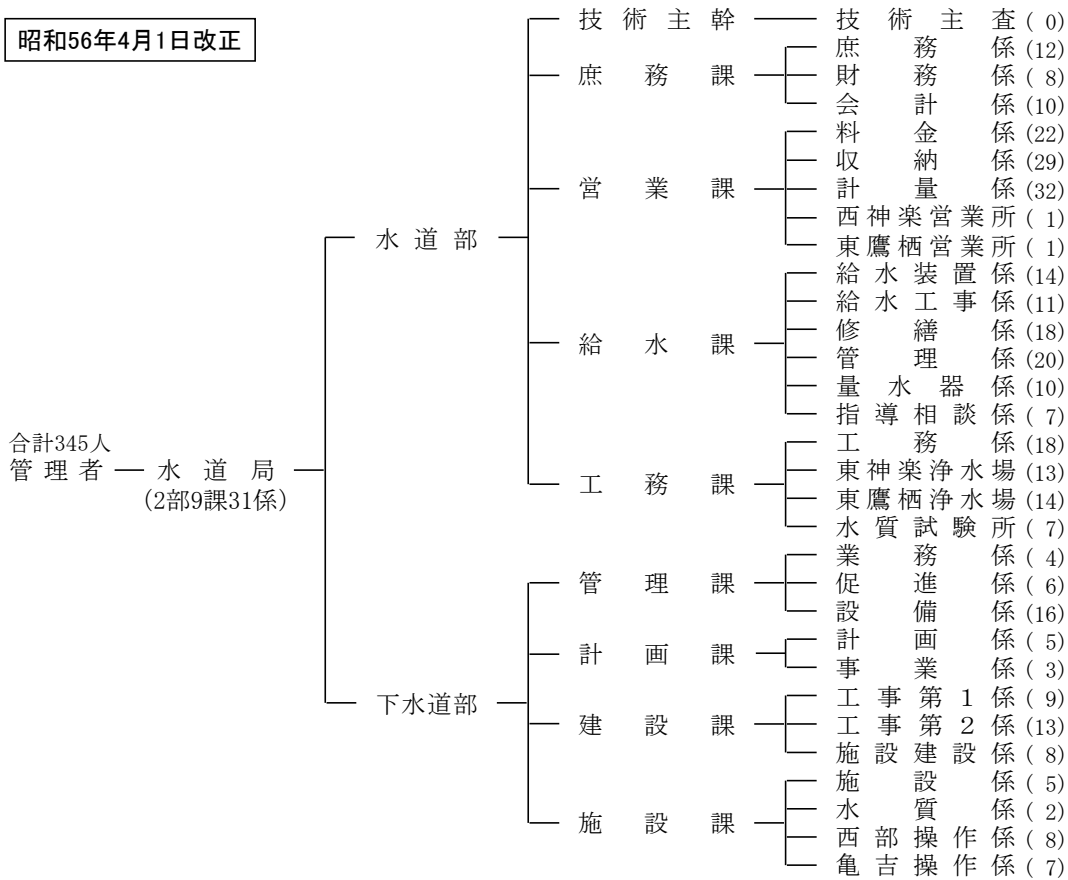 昭和56年4月1日改正
技術主幹 技術主査 ( 0)
庶務係 (12)
庶務課 財務係 ( 8)
会計係 (10)
料金係 (22)
収納係 (29)
営業課 計量係 (32)
西神楽営業所 ( 1)
水道部 東鷹栖営業所 ( 1)
給水装置係 (14)
給水工事係 (11)
給水課 修繕係 (18)
管理係 (20)
量水器係 (10)
指導相談係 ( 7)
合計345人 工務係 (18)
管理者 水道局 東神楽浄水場 (13)
(2部9課31係) 工務課 東鷹栖浄水場 (14)
水質試験所 ( 7)
業務係 ( 4)
管理課 促進係 ( 6)
設備係 (16)
計画課 計画係 ( 5)
事業係 ( 3)
下水道部 工事第1係 ( 9)
建設課 工事第2係 (13)
施設建設係 ( 8)
施設係 ( 5)
水質係 ( 2)
施設課 西部操作係 ( 8)
亀吉操作係 ( 7)